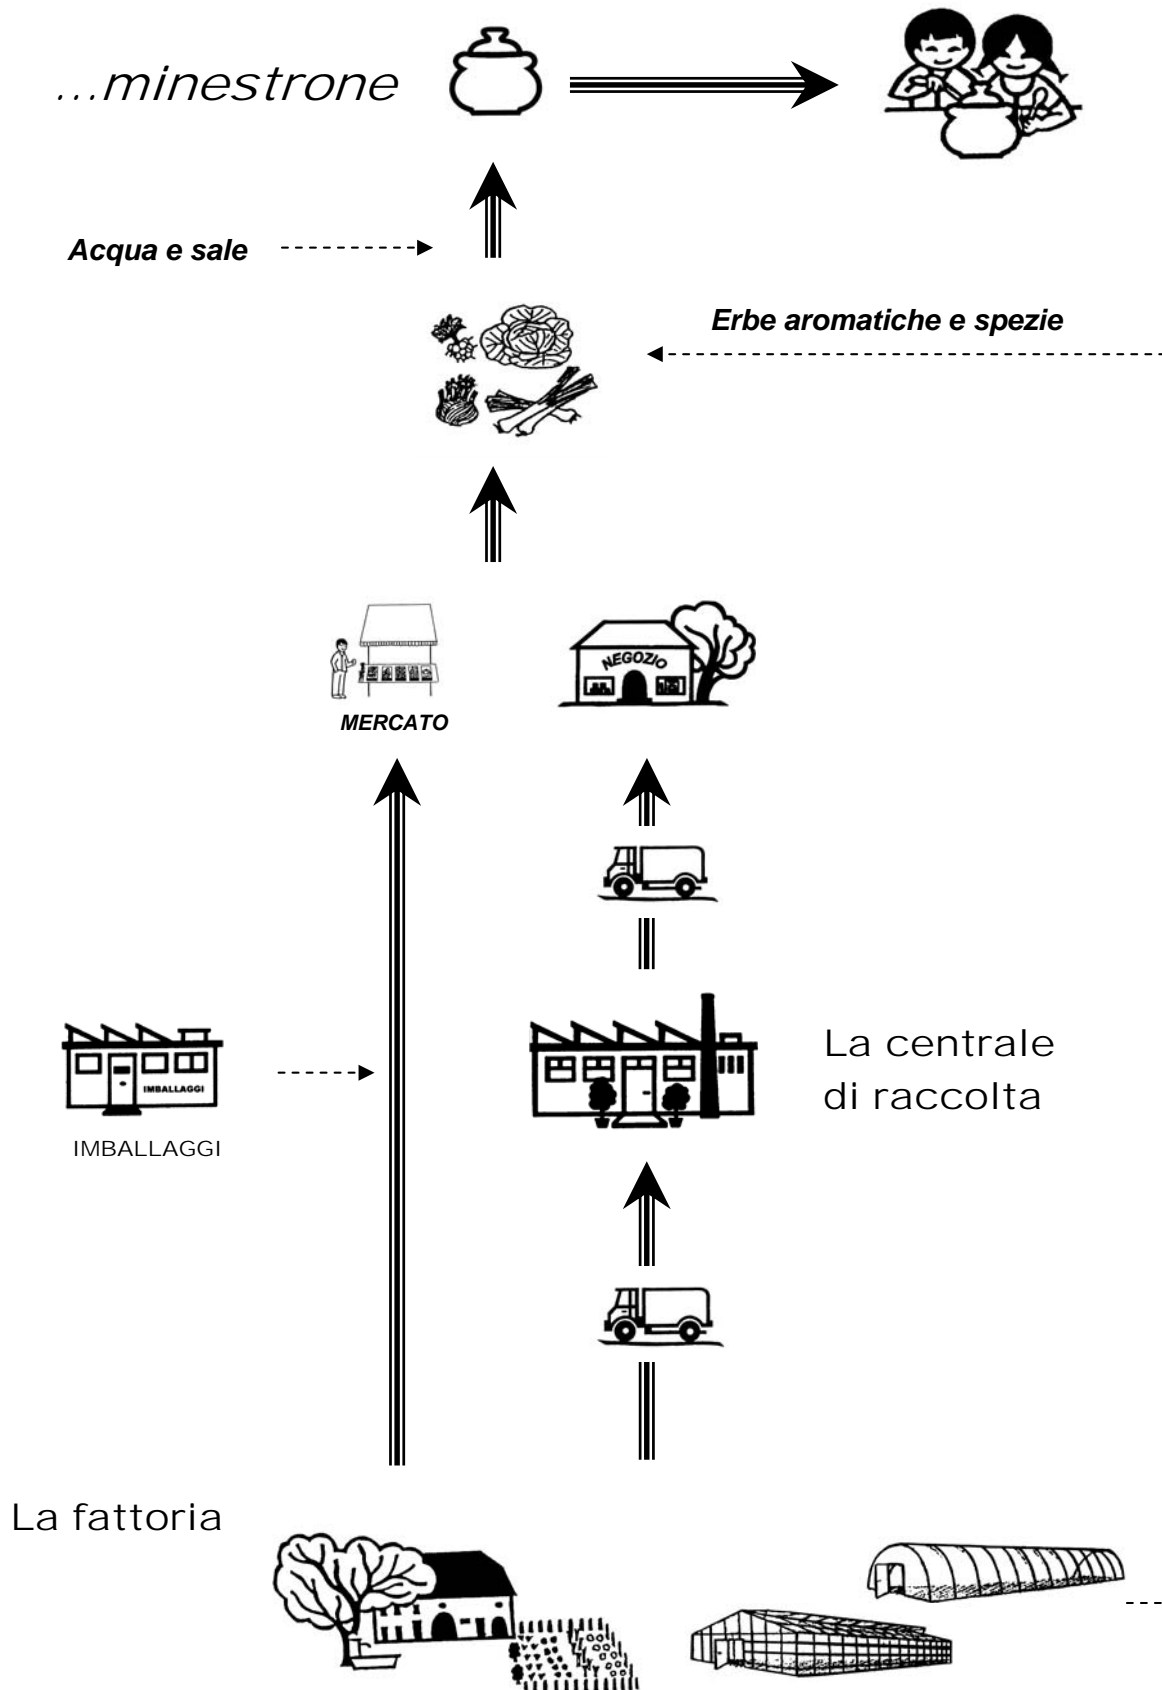 ...minestrone
Acqua e sale
Erbe aromatiche e spezie
NEGOZIO
MERCATO
IMBALLAGGI
IMBALLAGGI
La centrale
di raccolta
La fattoria